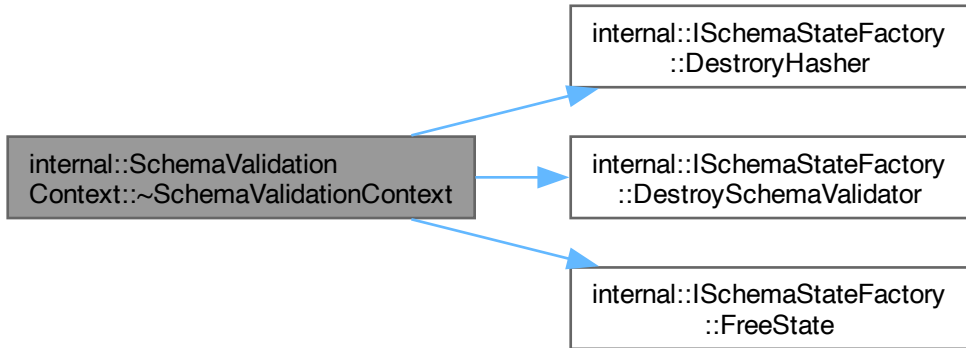 internal::ISchemaStateFactory
::DestroryHasher
internal::SchemaValidation
Context::~SchemaValidationContext
internal::ISchemaStateFactory
::DestroySchemaValidator
internal::ISchemaStateFactory
::FreeState